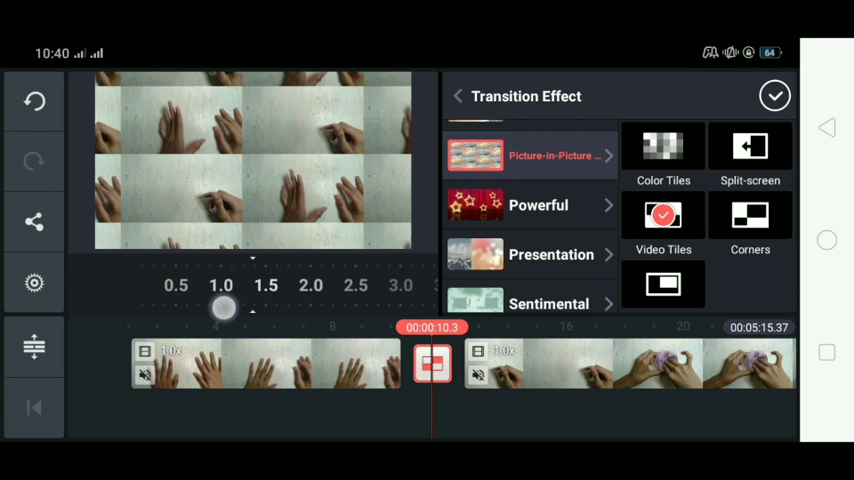 10:40
64
Transition Effect
Picture-in-Picture ...
Color Tiles
Split-screen
Powerful
Video Tiles
Corners
Presentation
Sentimental
0.5 1.0 1.5 2.0 2.5 3.0
4 8 00:00:10.3 16 20 00:05:15.37
1.0x 1.0x